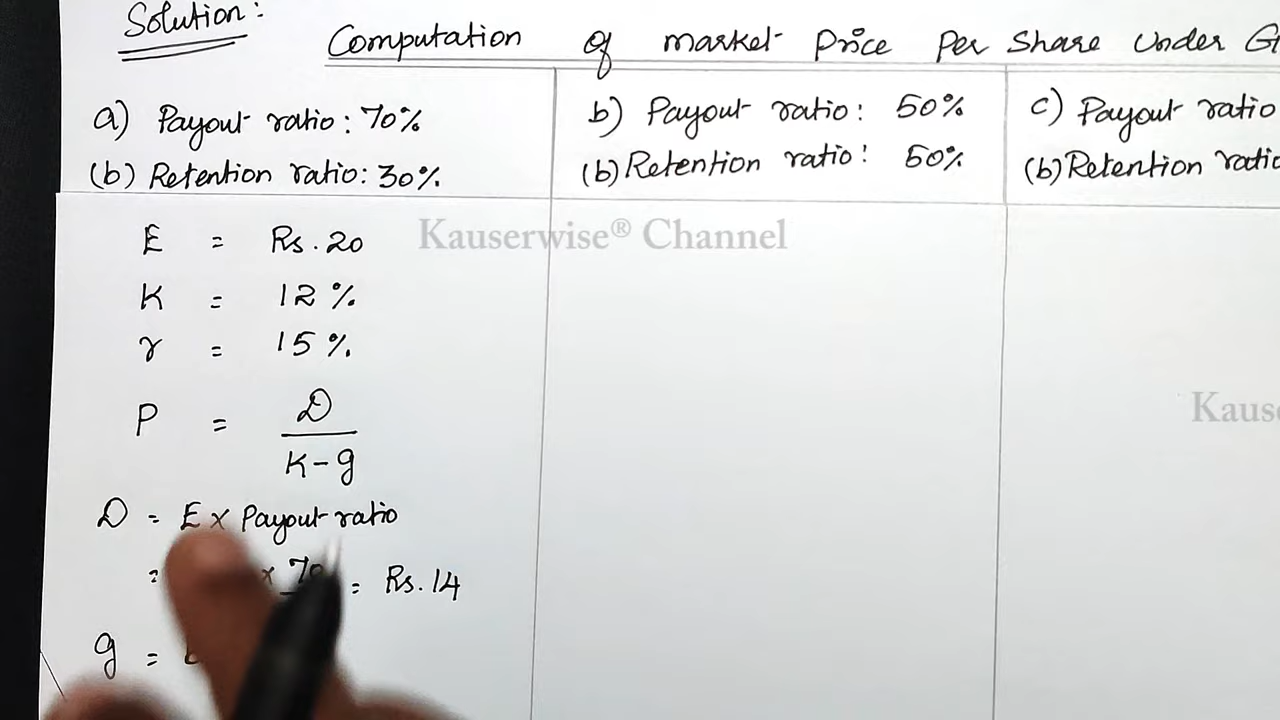 Solution:
Computation of market Price Per Share Under
a) Payout ratio: 70%
(b) Retention ratio: 30%
b) Payout ratio: 50%
(b) Retention ratio: 50%
c) Payout ratio
(b) Retention
E = Rs. 20
K = 12%
r = 15%
P = D
K-g
D = E x Payout ratio
= x 70 = Rs. 14
g =
Kauserwise® Channel